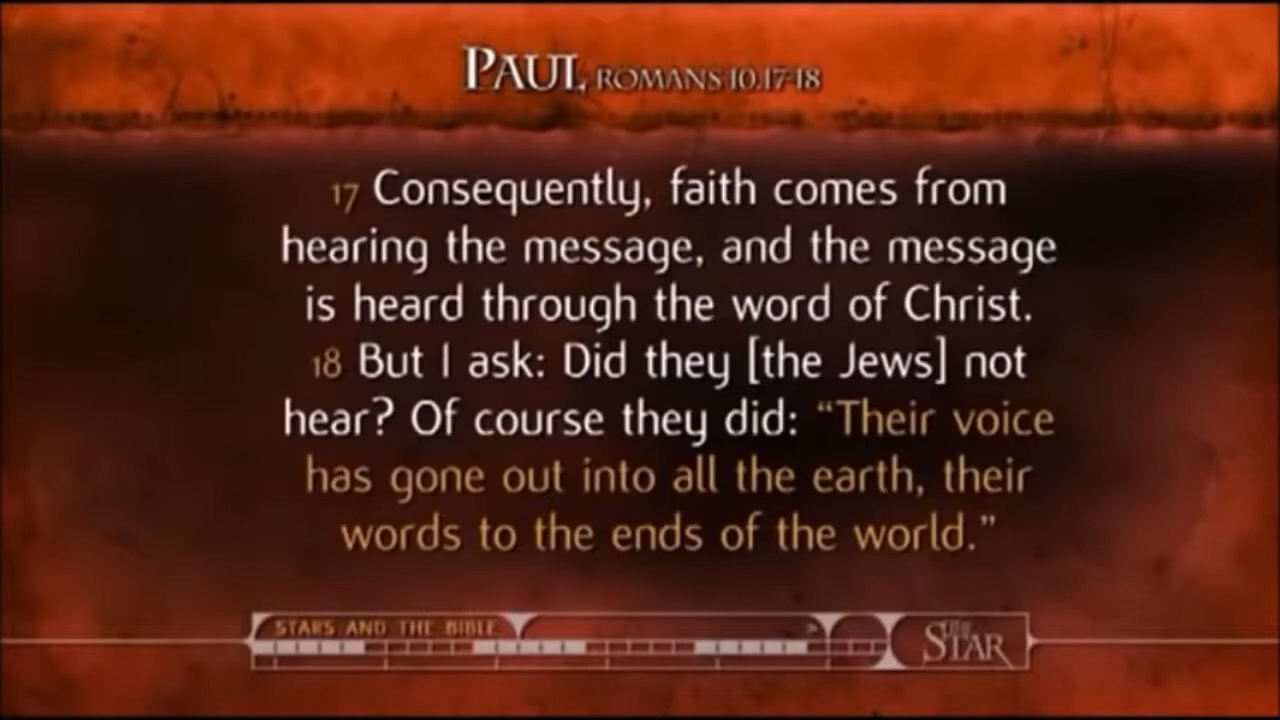 PAUL, ROMANS 10.17-18
17 Consequently, faith comes from
hearing the message, and the message
is heard through the word of Christ.
18 But I ask: Did they [the Jews] not
hear? Of course they did: “Their voice
has gone out into all the earth, their
words to the ends of the world.”
STARS AND THE BIBLE
THE
STAR